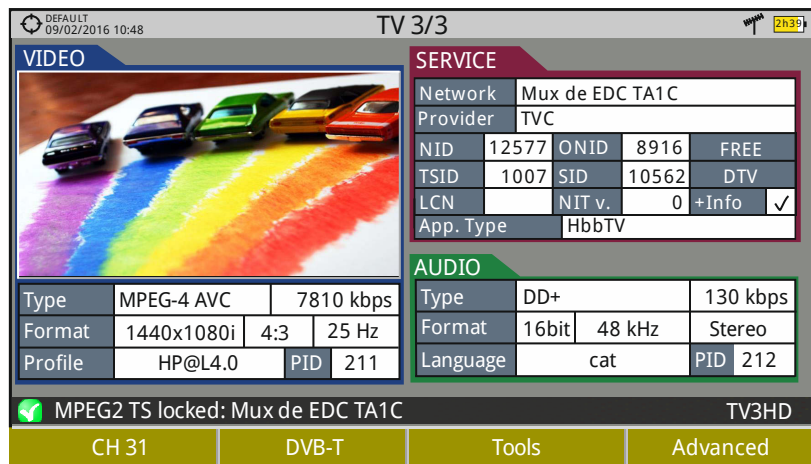 DEFAULT
09/02/2016 10:48
TV 3/3
2h39
VIDEO
Type MPEG-4 AVC 7810 kbps
Format 1440x1080i 4:3 25 Hz
Profile HP@L4.0 PID 211
SERVICE
Network Mux de EDC TA1C
Provider TVC
NID 12577 ONID 8916 FREE
TSID 1007 SID 10562 DTV
LCN NIT v. 0 +Info ✓
App. Type HbbTV
AUDIO
Type DD+ 130 kbps
Format 16bit 48 kHz Stereo
Language cat PID 212
MPEG2 TS locked: Mux de EDC TA1C TV3HD
CH 31 DVB-T Tools Advanced